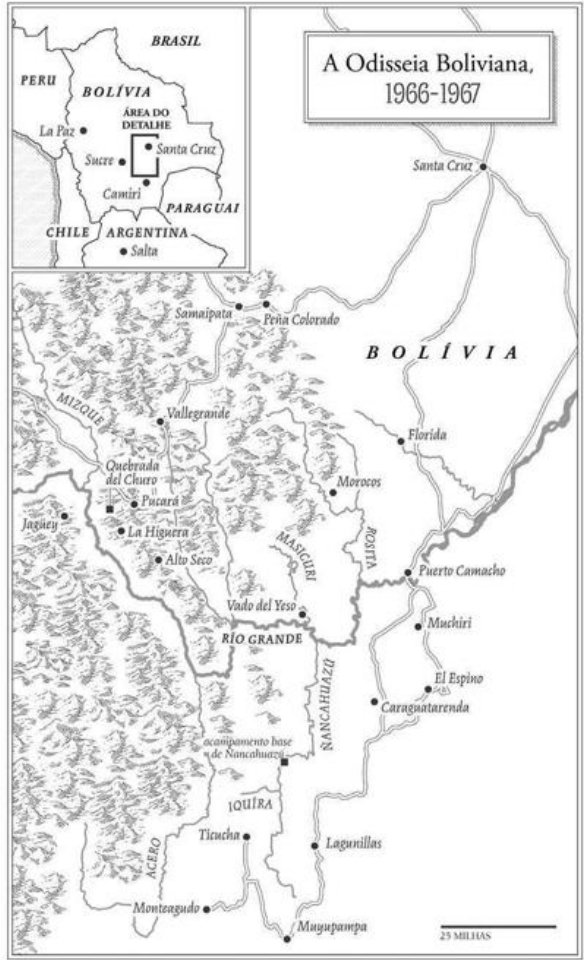 A Odisseia Boliviana,
1966-1967
BRASIL
PERU
BOLÍVIA
ÁREA DO
DETALHE
La Paz
Santa Cruz
Sucre
Camiri
PARAGUAI
CHILE
ARGENTINA
Salta
Santa Cruz
Samaipata
Peña Colorado
BOLÍVIA
MIZQUE
Vallegrande
Florida
Quebrada
del Churo
Morocos
Pucará
Jagüey
La Higuera
MASICURI
ROSITA
Alto Seco
Puerto Camacho
Vado del Yeso
Muchiri
RÍO GRANDE
ÑANCAHUAZÚ
El Espino
Caraguatarenda
acampamento base
de Ñancahuazú
IQUÍRA
Ticucha
Lagunillas
ACERO
Monteagudo
Muyupampa
25 MILHAS